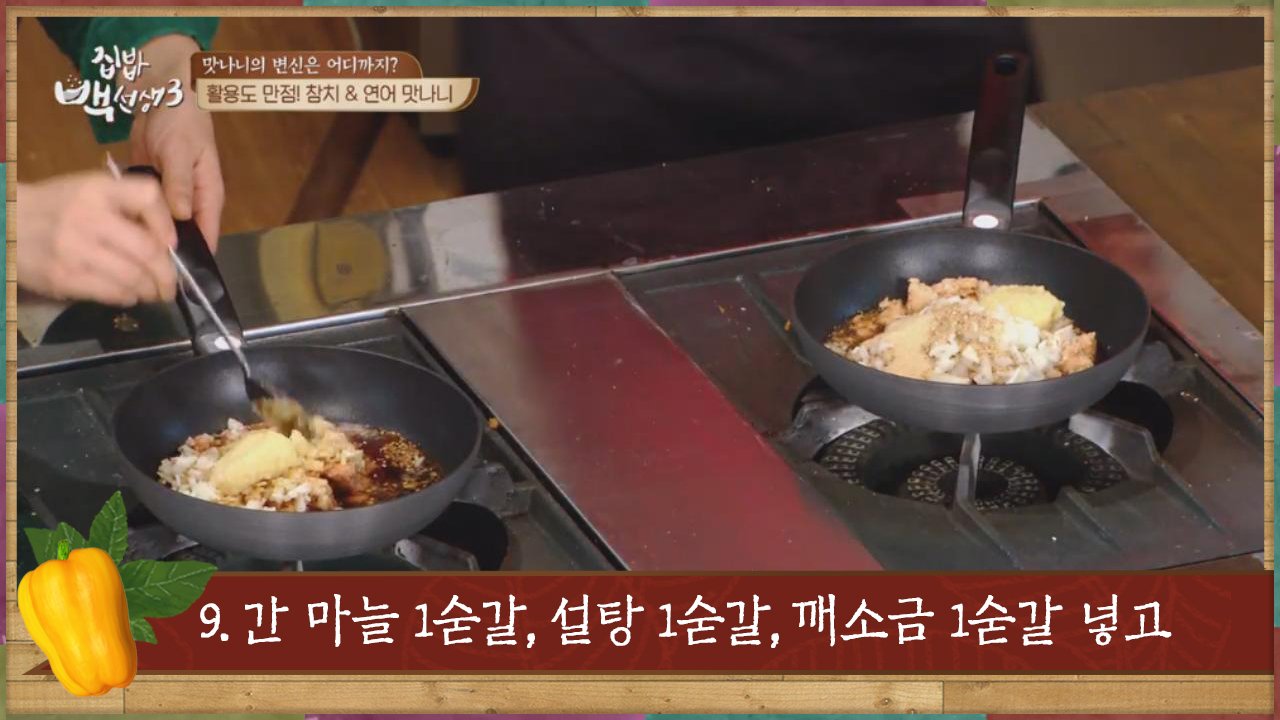 집밥
백선생3
맛나니의 변신은 어디까지?
활용도 만점! 참치 & 연어 맛나니
9. 간 마늘 1숟갈, 설탕 1숟갈, 깨소금 1숟갈 넣고